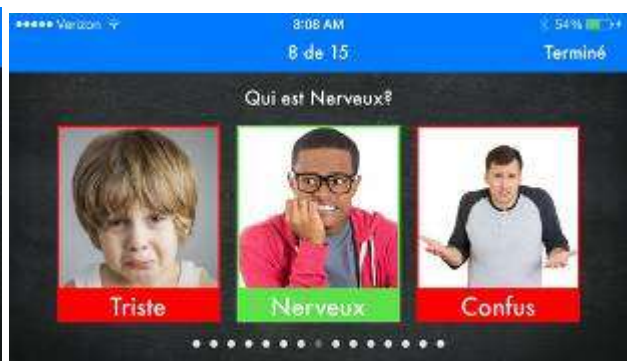 Verizon 8:08 AM 54%
8 de 15 Terminé
Qui est Nerveux?
Triste Nerveux Confus